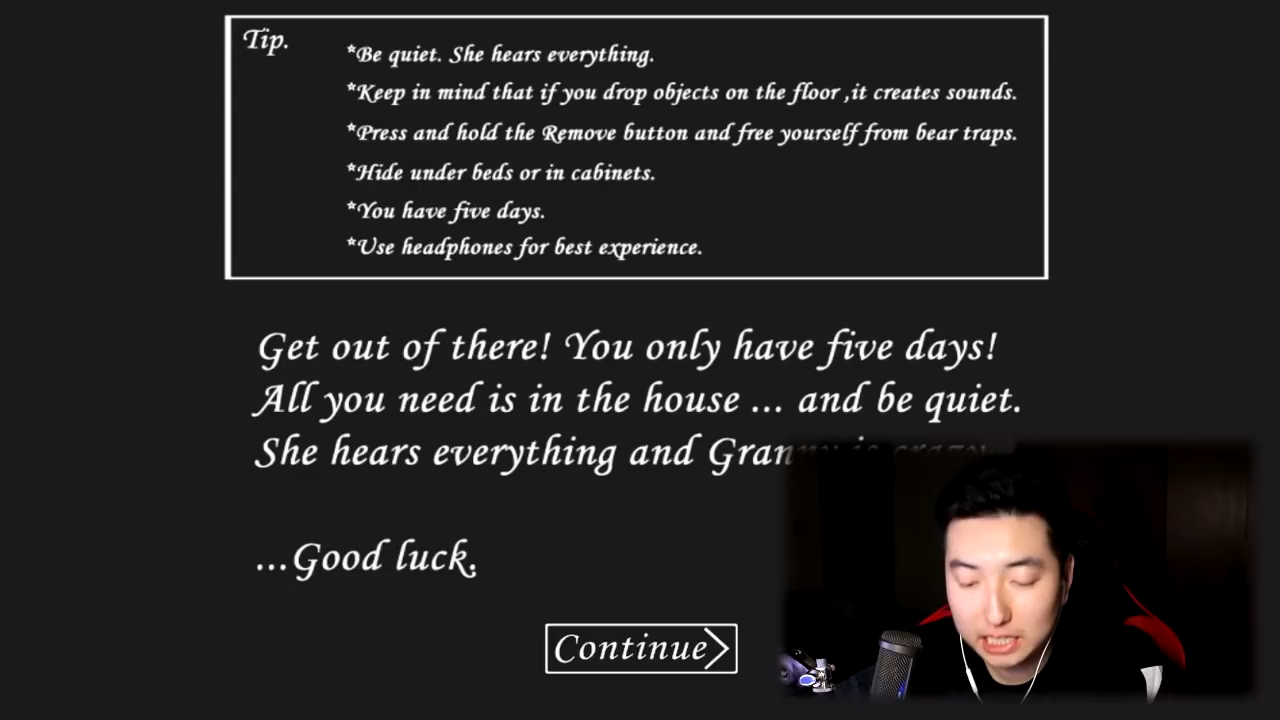 Tip.
*Be quiet. She hears everything.
*Keep in mind that if you drop objects on the floor ,it creates sounds.
*Press and hold the Remove button and free yourself from bear traps.
*Hide under beds or in cabinets.
*You have five days.
*Use headphones for best experience.
Get out of there! You only have five days!
All you need is in the house ... and be quiet.
She hears everything and Granny is crazy
...Good luck.
Continue>